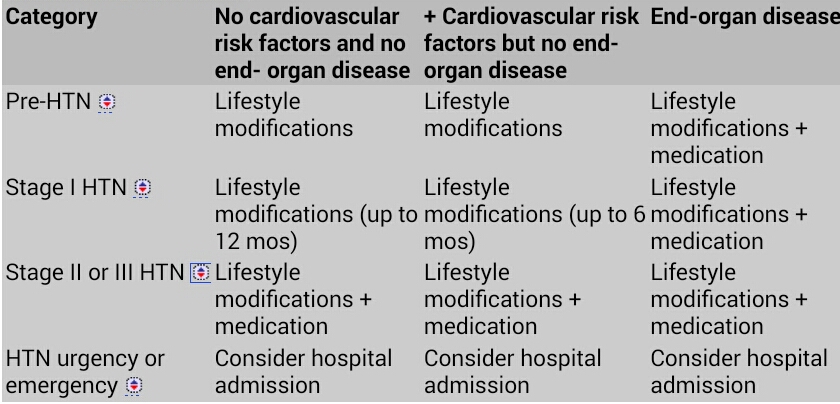 Category
No cardiovascular
risk factors and no
end- organ disease
+ Cardiovascular risk
factors but no end-
organ disease
End-organ disease
Pre-HTN
Lifestyle
modifications
Lifestyle
modifications
Lifestyle
modifications +
medication
Stage I HTN
Lifestyle
modifications (up to
12 mos)
Lifestyle
modifications (up to 6
mos)
Lifestyle
modifications +
medication
Stage II or III HTN
Lifestyle
modifications +
medication
Lifestyle
modifications +
medication
Lifestyle
modifications +
medication
HTN urgency or
emergency
Consider hospital
admission
Consider hospital
admission
Consider hospital
admission